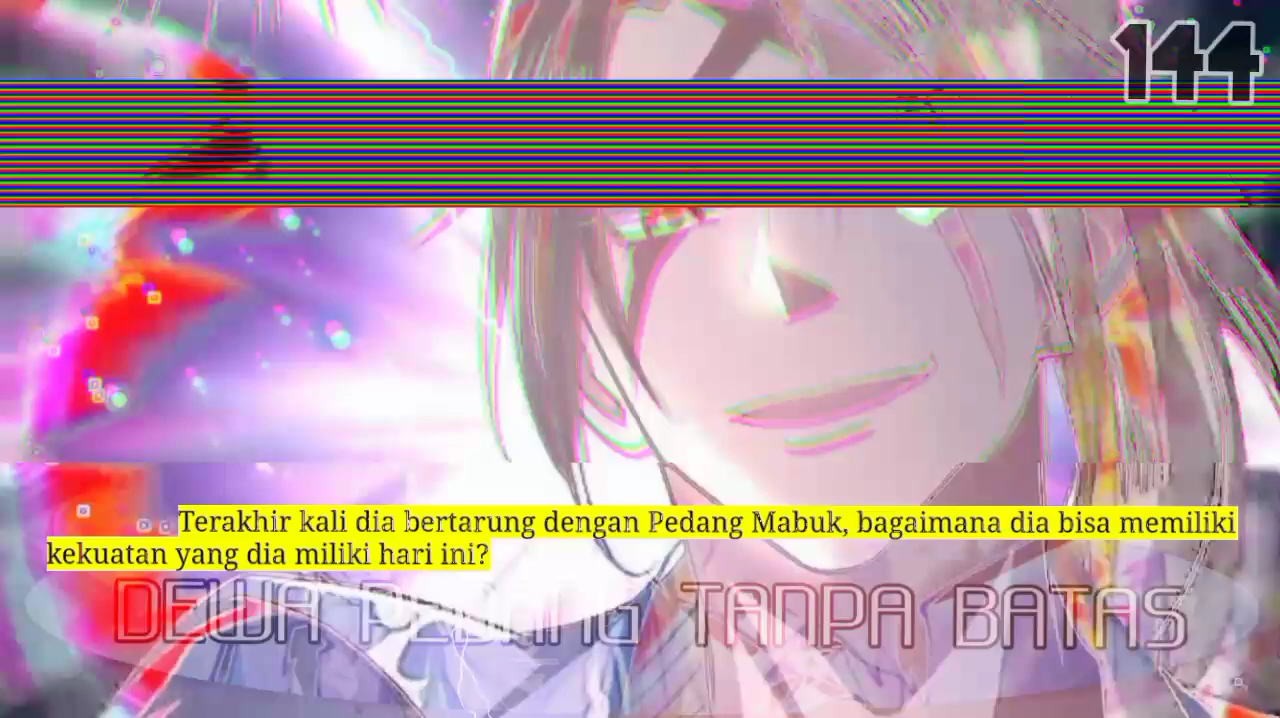 144
Terakhir kali dia bertarung dengan Pedang Mabuk, bagaimana dia bisa memiliki
kekuatan yang dia miliki hari ini?
DEWA PEDANG TANPA BATAS